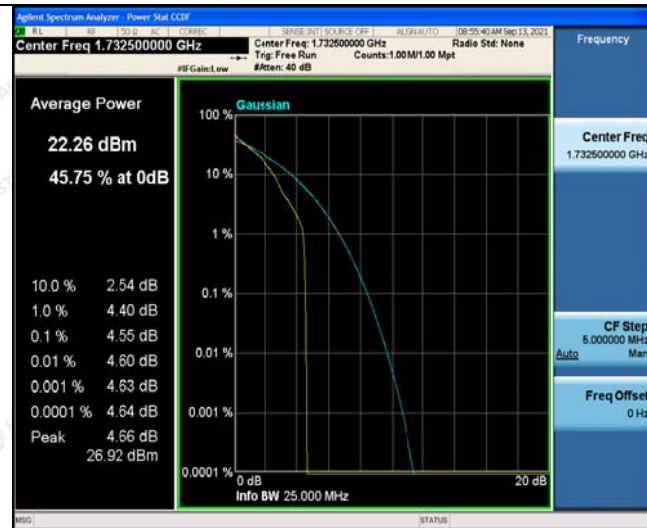 Agilent Spectrum Analyzer - Power Stat CCDF
RL RF 50 Ω AC CORREC SENSE:INT SOURCE OFF ALIGNAUTO 08:55:40 AM Sep 13, 2021
Center Freq 1.732500000 GHz
Center Freq: 1.732500000 GHz Radio Std: None
Trig: Free Run Counts:1.00 M/1.00 Mpt
#IFGain:Low #Atten: 40 dB
Frequency
Average Power
22.26 dBm
45.75 % at 0dB
10.0 % 2.54 dB
1.0 % 4.40 dB
0.1 % 4.55 dB
0.01 % 4.60 dB
0.001 % 4.63 dB
0.0001 % 4.64 dB
Peak 4.66 dB
26.92 dBm
Gaussian
100 %
10 %
1 %
0.1 %
0.01 %
0.001 %
0.0001 %
0 dB 20 dB
Info BW 25.000 MHz
Center Freq
1.732500000 GHz
CF Step
5.000000 MHz
Auto Man
Freq Offset
0 Hz
MSG STATUS